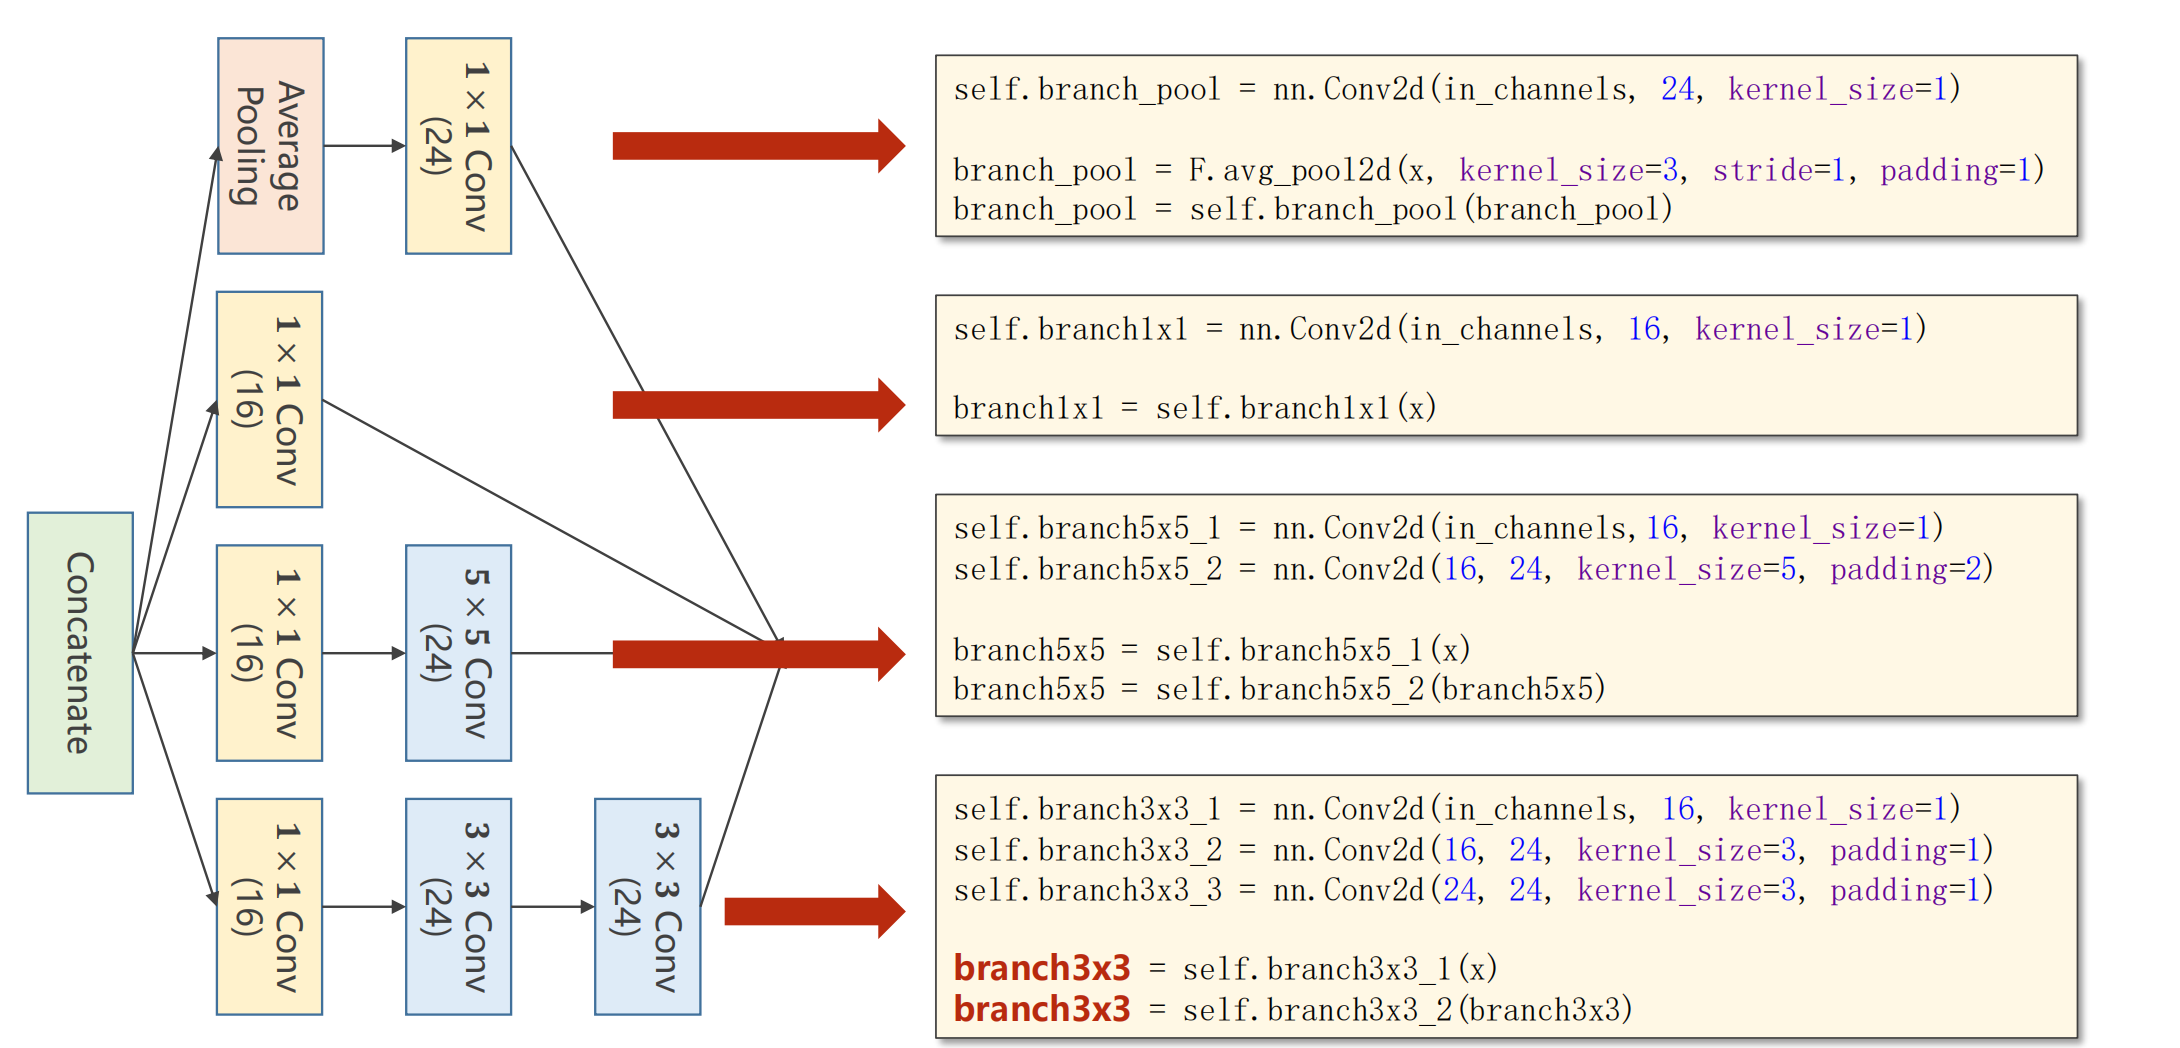 Average
Pooling
1×1 Conv
(24)
1×1 Conv
(16)
Concatenate
1×1 Conv
(16)
5×5 Conv
(24)
1×1 Conv
(16)
3×3 Conv
(24)
3×3 Conv
(24)
self.branch_pool = nn.Conv2d(in_channels, 24, kernel_size=1)
branch_pool = F.avg_pool2d(x, kernel_size=3, stride=1, padding=1)
branch_pool = self.branch_pool(branch_pool)
self.branch1x1 = nn.Conv2d(in_channels, 16, kernel_size=1)
branch1x1 = self.branch1x1(x)
self.branch5x5_1 = nn.Conv2d(in_channels,16, kernel_size=1)
self.branch5x5_2 = nn.Conv2d(16, 24, kernel_size=5, padding=2)
branch5x5 = self.branch5x5_1(x)
branch5x5 = self.branch5x5_2(branch5x5)
self.branch3x3_1 = nn.Conv2d(in_channels, 16, kernel_size=1)
self.branch3x3_2 = nn.Conv2d(16, 24, kernel_size=3, padding=1)
self.branch3x3_3 = nn.Conv2d(24, 24, kernel_size=3, padding=1)
branch3x3 = self.branch3x3_1(x)
branch3x3 = self.branch3x3_2(branch3x3)